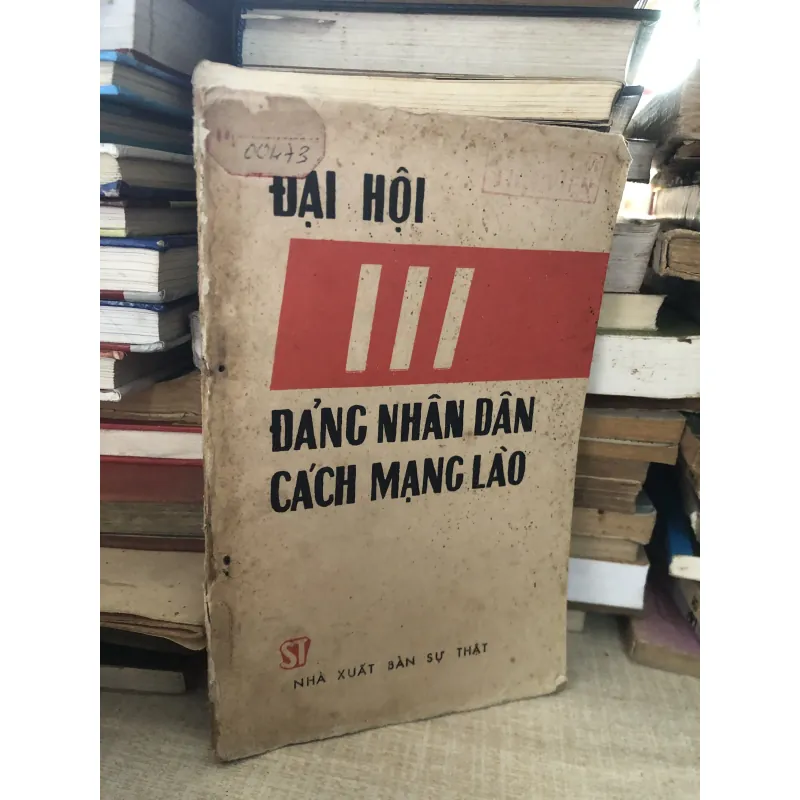 00473
ĐẠI HỘI
III
ĐẢNG NHÂN DÂN
CÁCH MẠNG LÀO
ST
NHÀ XUẤT BẢN SỰ THẬT